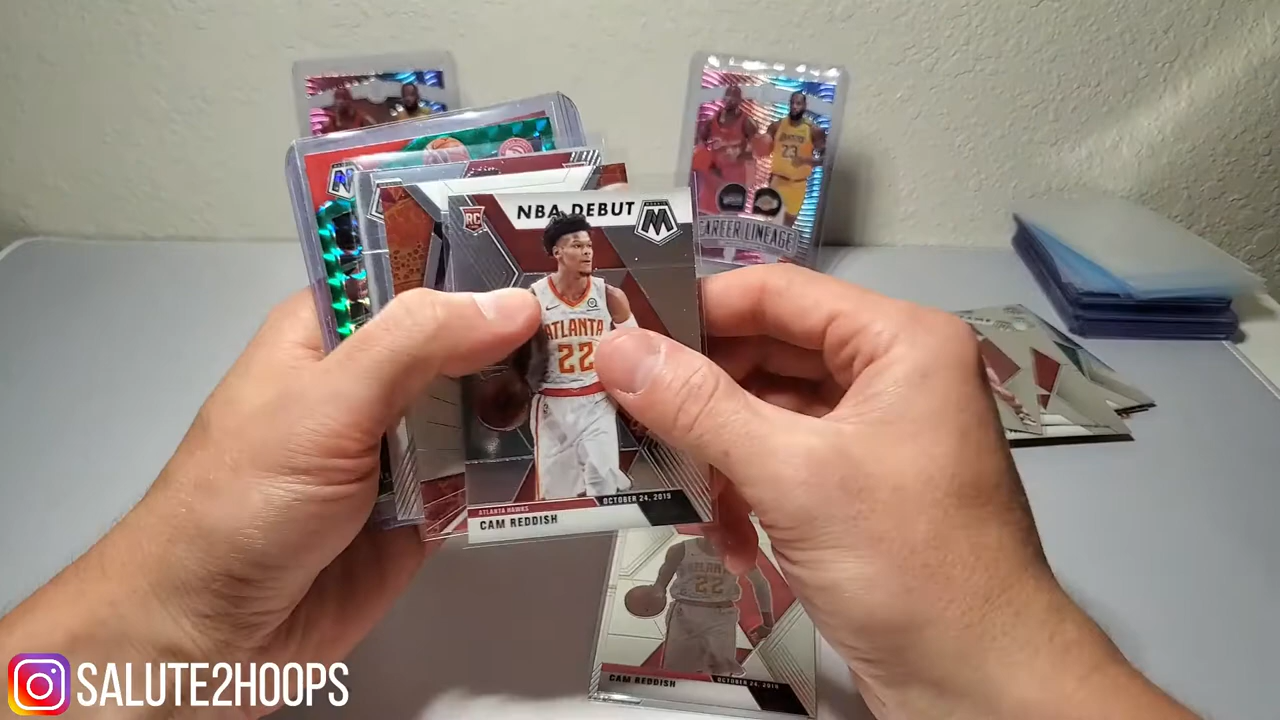 LAKERS
23
CAREER LINEAGE
RC
NBA DEBUT
M
ATLANTA
22
OCTOBER 24, 2019
ATLANTA HAWKS
CAM REDDISH
22
CAM REDDISH
OCTOBER 24, 2019
SALUTE2HOOPS